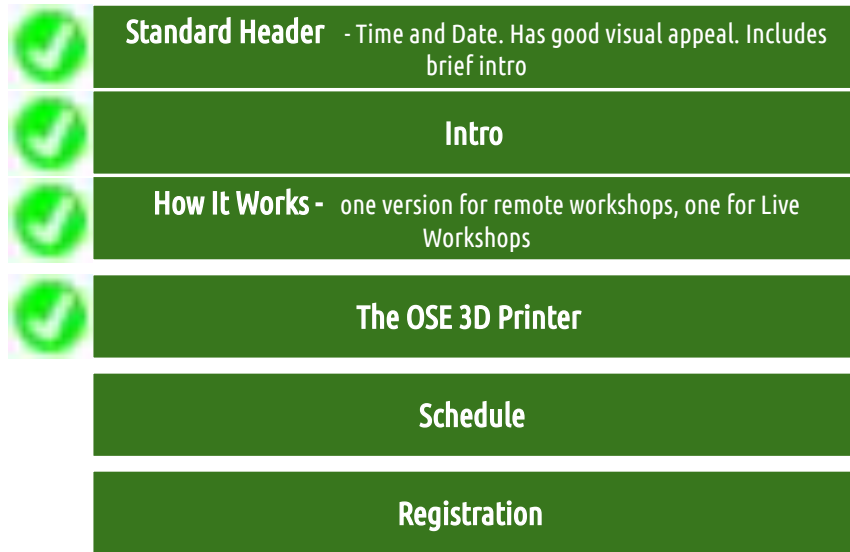 Standard Header - Time and Date. Has good visual appeal. Includes
brief intro
Intro
How It Works - one version for remote workshops, one for Live
Workshops
The OSE 3D Printer
Schedule
Registration